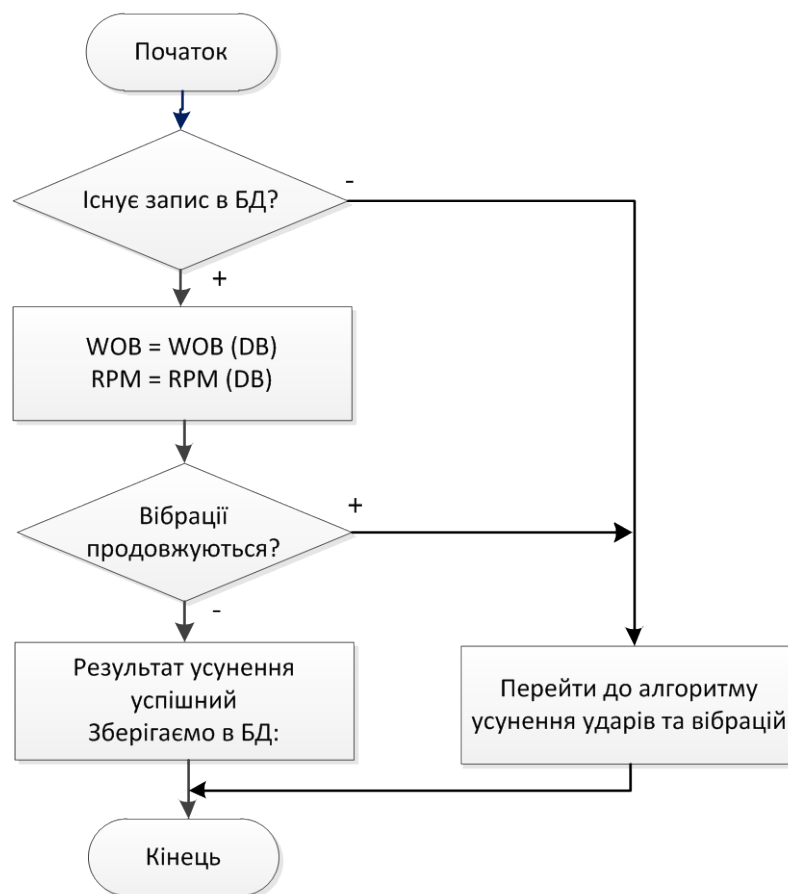 Початок
Існує запис в БД?
-
+
WOB = WOB (DB)
RPM = RPM (DB)
Вібрації
продовжуються?
+
-
Результат усунення
успішний
Зберігаємо в БД:
Перейти до алгоритму
усунення ударів та вібрацій
Кінець